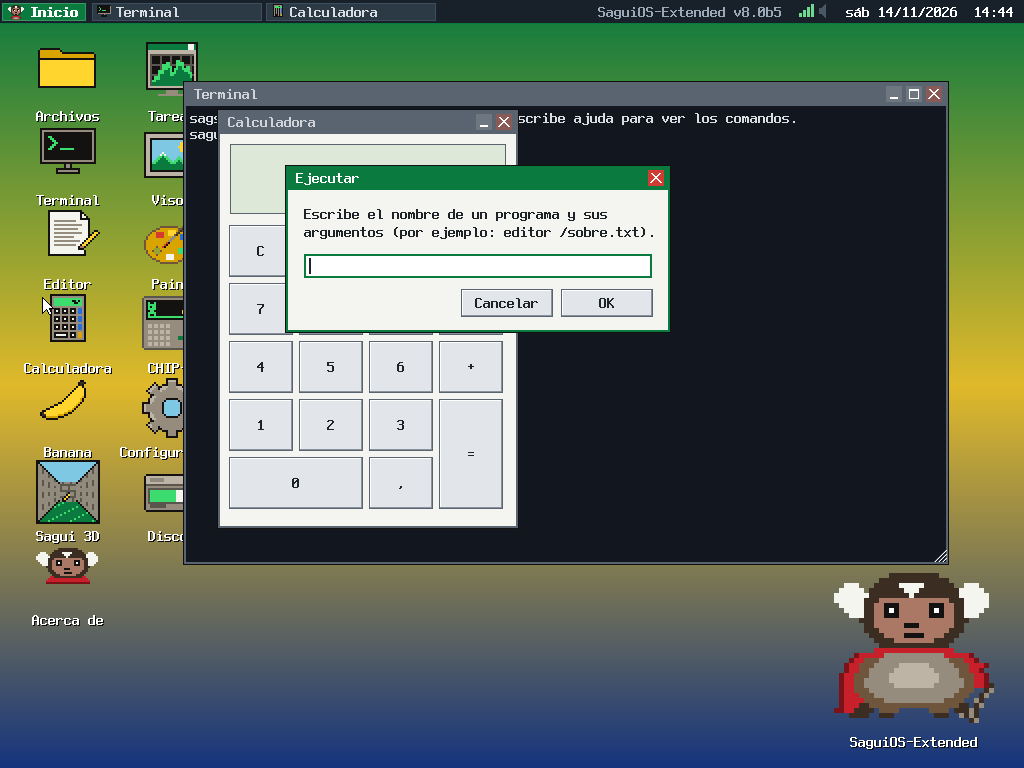 Inicio
Terminal
Calculadora
SaguiOS-Extended v8.0b5
sáb 14/11/2026
14:44
Archivos
Terminal
Editor
Calculadora
CHIP-
Banana
Sagui 3D
Acerca de
Terminal
scribe ajuda para ver los comandos.
Calculadora
C
7
4
5
6
+
1
2
3
=
0
,
Ejecutar
Escribe el nombre de un programa y sus
argumentos (por ejemplo: editor /sobre.txt).
Cancelar
OK
SaguiOS-Extended